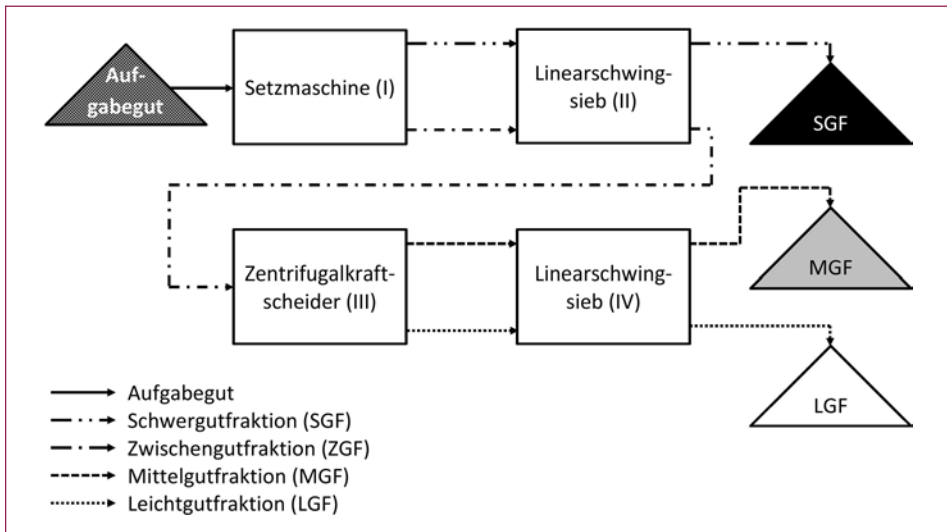 Auf-
gabegut
Setzmaschine (I)
Linearschwing-
sieb (II)
SGF
Zentrifugalkraft-
scheider (III)
Linearschwing-
sieb (IV)
MGF
LGF
Aufgabegut
Schwergutfraktion (SGF)
Zwischengutfraktion (ZGF)
Mittelgutfraktion (MGF)
Leichtgutfraktion (LGF)